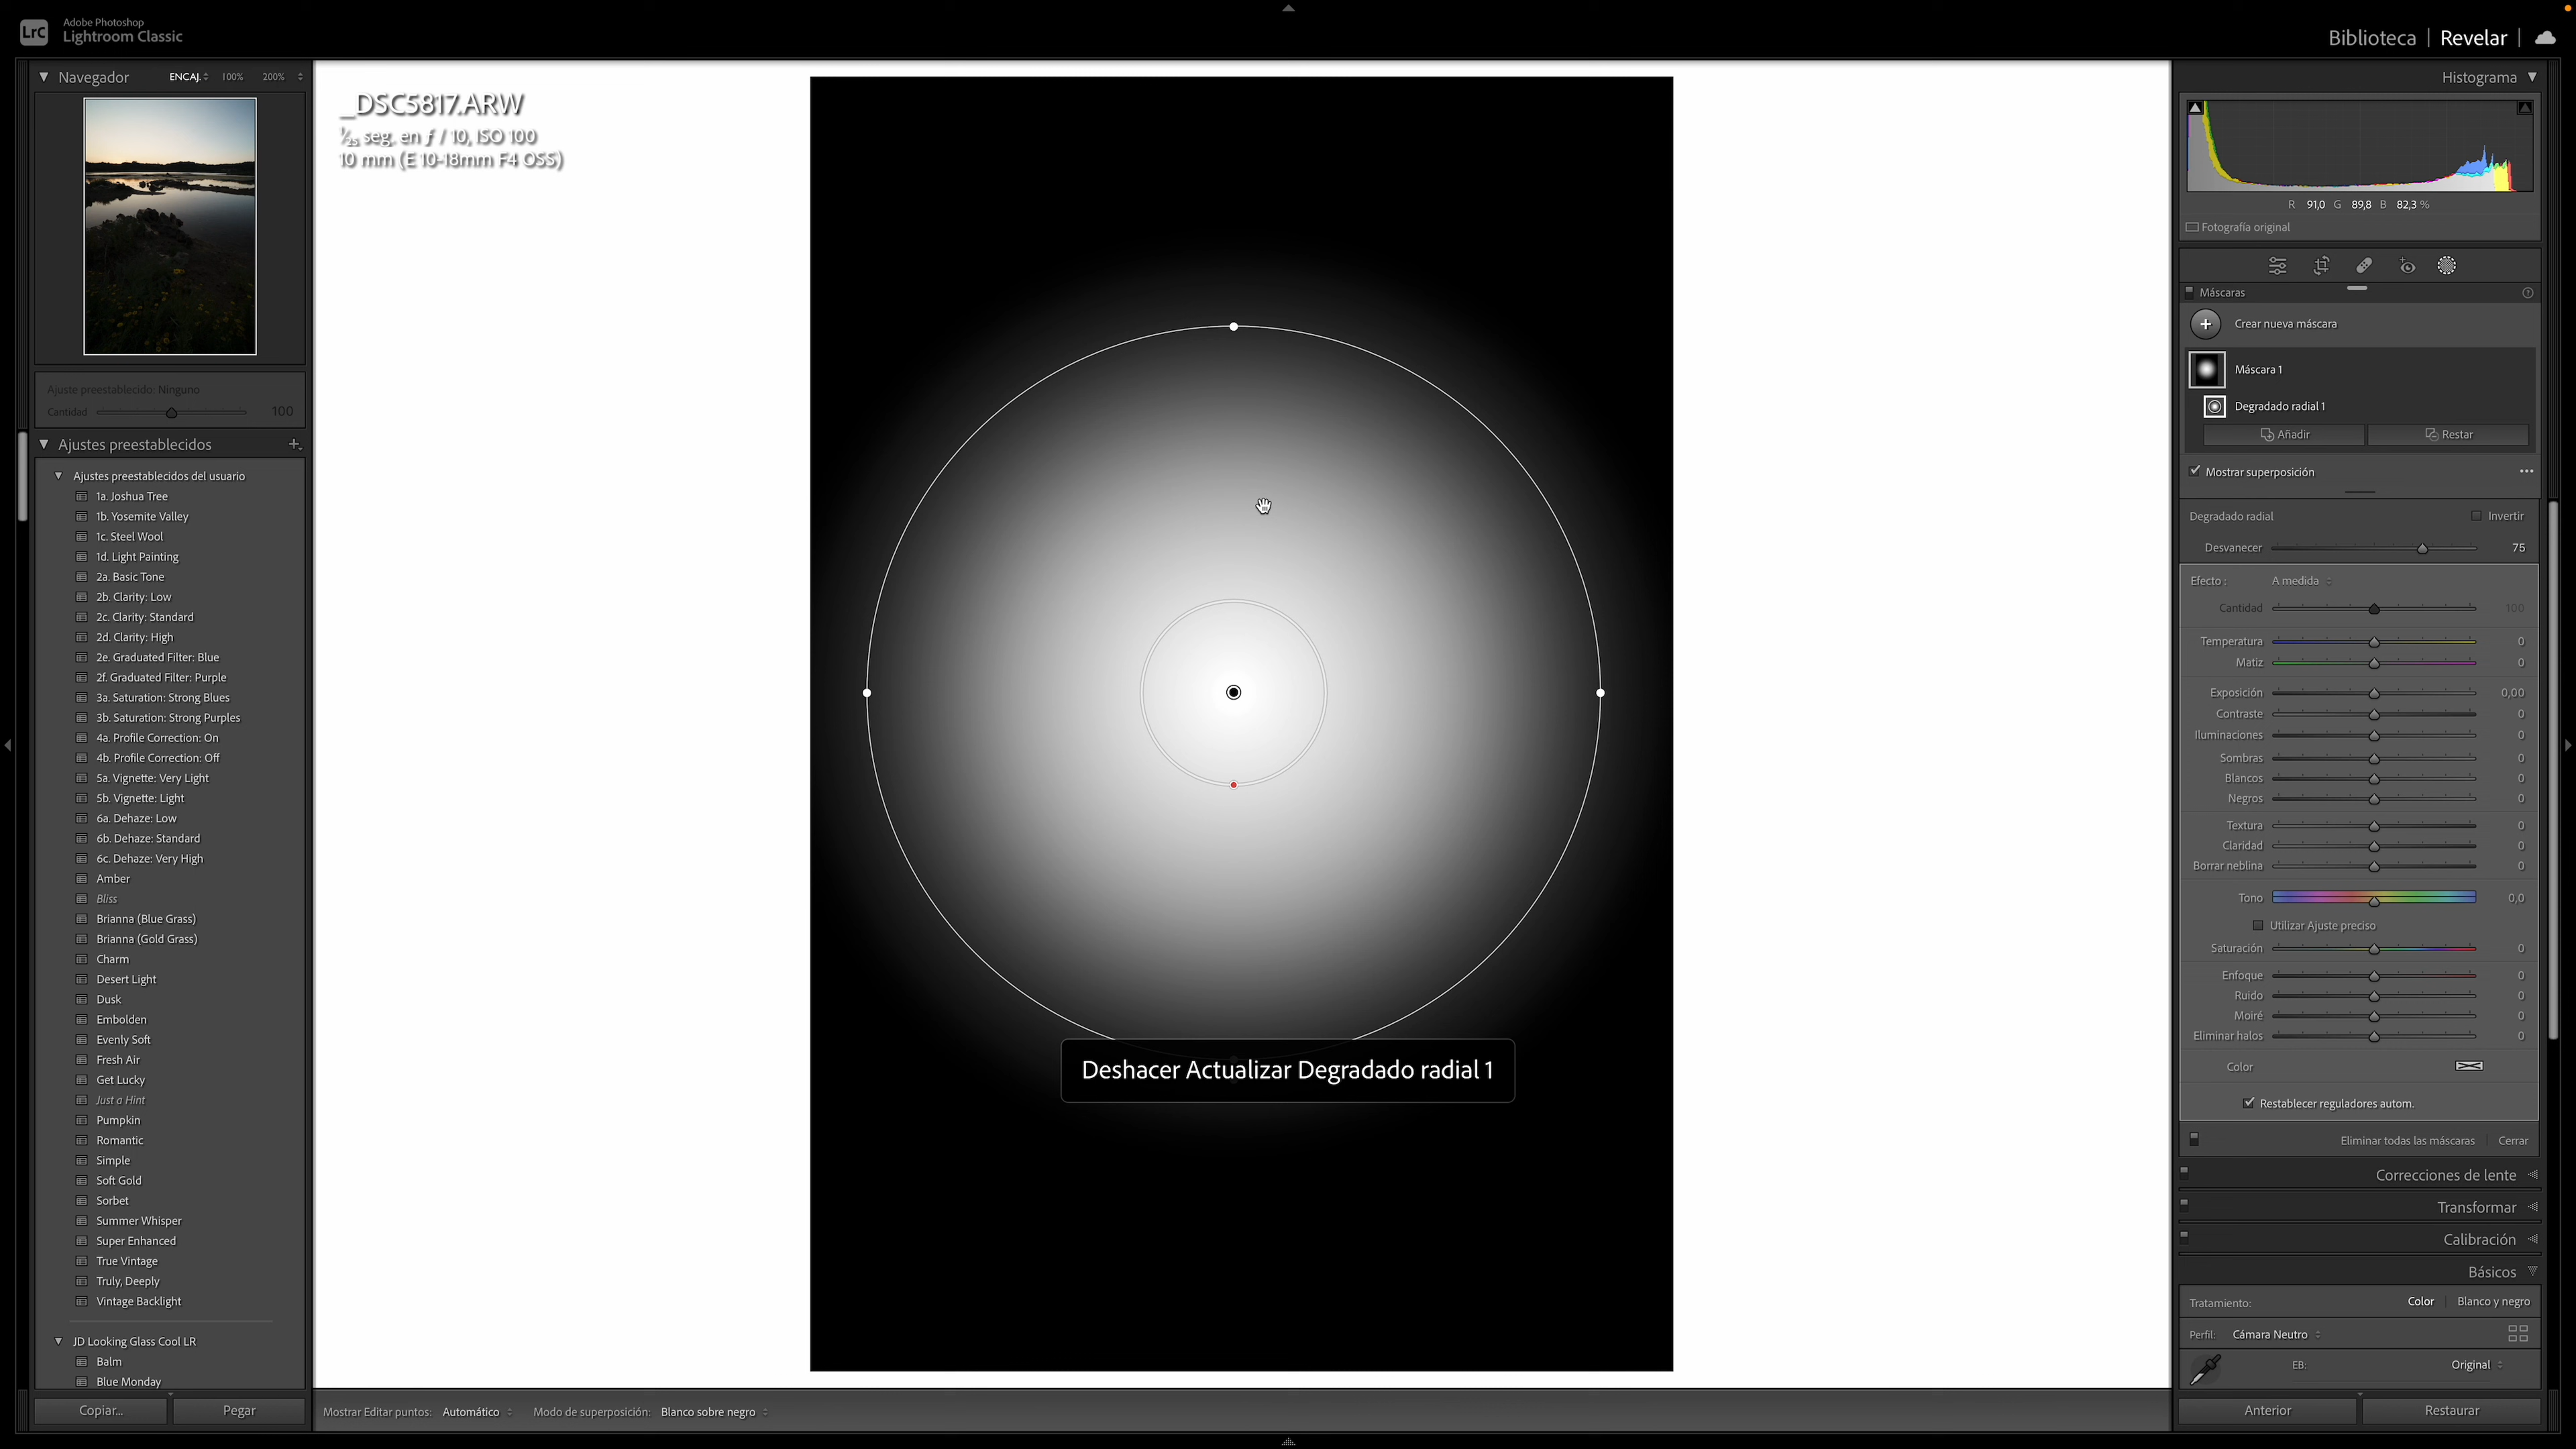 LrC
Adobe Photoshop
Lightroom Classic
Biblioteca | Revelar
Navegador ENCAJ. 100% 200%
Ajuste preestablecido: Ninguno
Cantidad 100
Ajustes preestablecidos
Ajustes preestablecidos del usuario
1a. Joshua Tree
1b. Yosemite Valley
1c. Steel Wool
1d. Light Painting
2a. Basic Tone
2b. Clarity: Low
2c. Clarity: Standard
2d. Clarity: High
2e. Graduated Filter: Blue
2f. Graduated Filter: Purple
3a. Saturation: Strong Blues
3b. Saturation: Strong Purples
4a. Profile Correction: On
4b. Profile Correction: Off
5a. Vignette: Very Light
5b. Vignette: Light
6a. Dehaze: Low
6b. Dehaze: Standard
6c. Dehaze: Very High
Amber
Bliss
Brianna (Blue Grass)
Brianna (Gold Grass)
Charm
Desert Light
Dusk
Embolden
Evenly Soft
Fresh Air
Get Lucky
Just a Hint
Pumpkin
Romantic
Simple
Soft Gold
Sorbet
Summer Whisper
Super Enhanced
True Vintage
Truly, Deeply
Vintage Backlight
JD Looking Glass Cool LR
Balm
Blue Monday
Copiar... Pegar
_DSC5817.ARW
1/25 seg. en ƒ / 10, ISO 100
10 mm (E 10-18mm F4 OSS)
Deshacer Actualizar Degradado radial 1
Mostrar Editar puntos: Automático Modo de superposición: Blanco sobre negro
Histograma
R 91,0 G 89,8 B 82,3 %
Fotografía original
Máscaras
Crear nueva máscara
Máscara 1
Degradado radial 1
Añadir Restar
Mostrar superposición
Degradado radial Invertir
Desvanecer 75
Efecto: A medida
Cantidad 100
Temperatura 0
Matiz 0
Exposición 0,00
Contraste 0
Iluminaciones 0
Sombras 0
Blancos 0
Negros 0
Textura 0
Claridad 0
Borrar neblina 0
Tono 0,0
Utilizar Ajuste preciso
Saturación 0
Enfoque 0
Ruido 0
Moiré 0
Eliminar halos 0
Color
Restablecer reguladores autom.
Eliminar todas las máscaras Cerrar
Correcciones de lente
Transformar
Calibración
Básicos
Tratamiento: Color | Blanco y negro
Perfil: Cámara Neutro
EB: Original
Anterior Restaurar